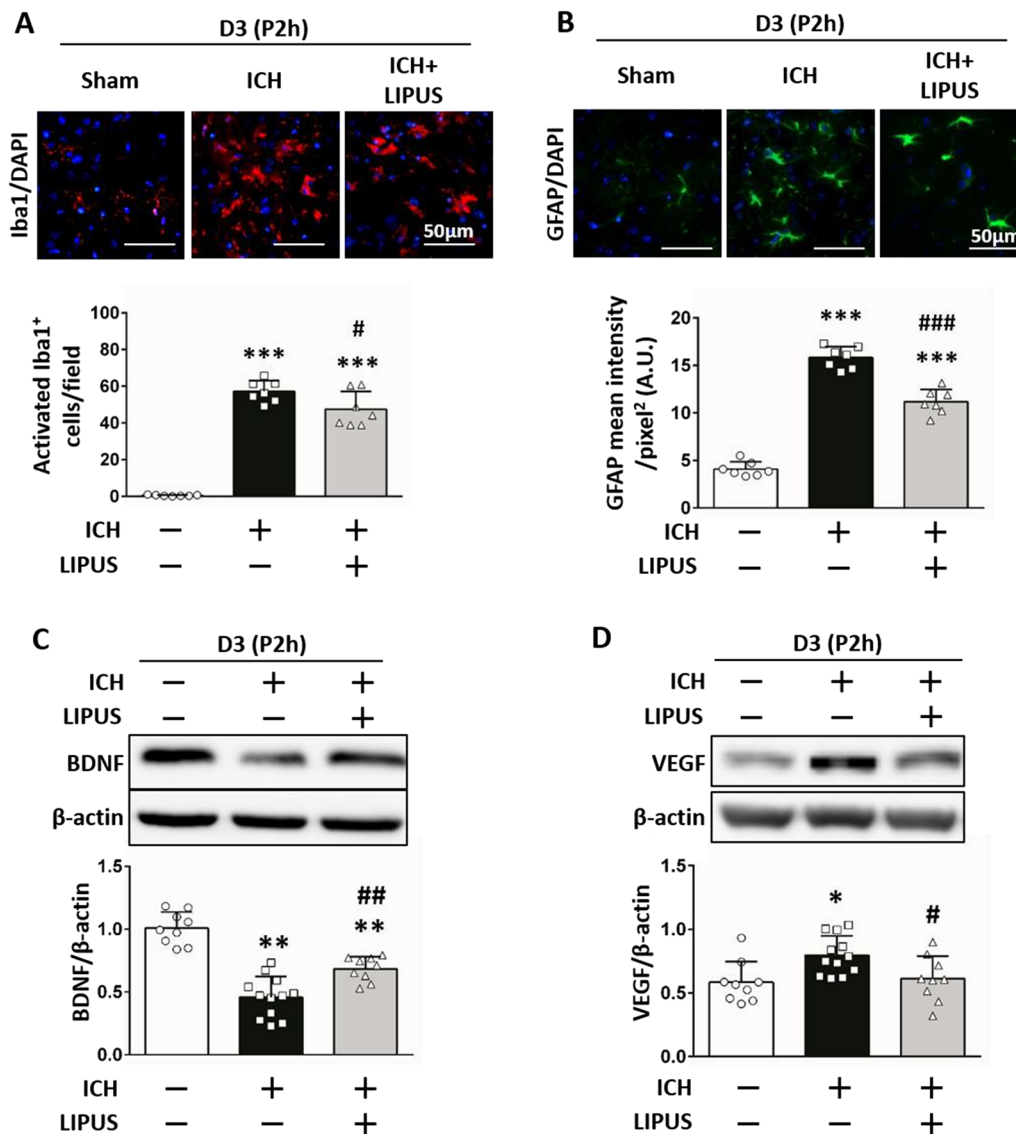 A
D3 (P2h)
Sham ICH ICH+
LIPUS
Iba1/DAPI
50μm
Activated Iba1⁺
cells/field
100
80
60
40
20
0
***
#
***
ICH − + +
LIPUS − − +
B
D3 (P2h)
Sham ICH ICH+
LIPUS
GFAP/DAPI
50μm
GFAP mean intensity
/pixel² (A.U.)
20
15
10
5
0
***
###
***
ICH − + +
LIPUS − − +
C
D3 (P2h)
ICH − + +
LIPUS − − +
BDNF
β-actin
BDNF/β-actin
1.5
1.0
0.5
0.0
**
##
**
ICH − + +
LIPUS − − +
D
D3 (P2h)
ICH − + +
LIPUS − − +
VEGF
β-actin
VEGF/β-actin
1.5
1.0
0.5
0.0
*
#
ICH − + +
LIPUS − − +